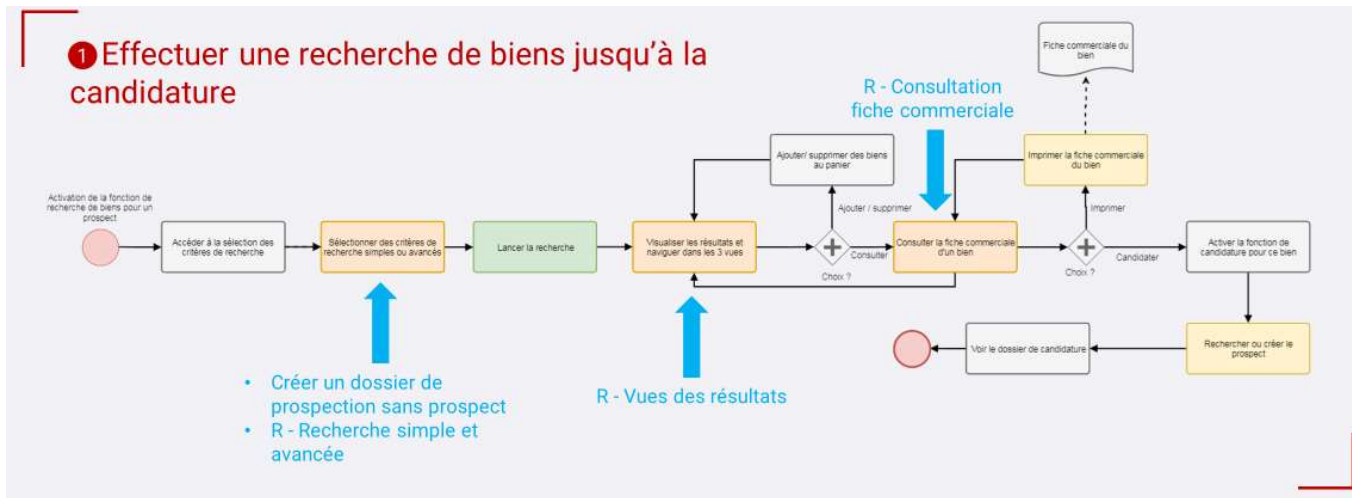 1 Effectuer une recherche de biens jusqu'à la
candidature
Fiche commerciale du
bien
R - Consultation
fiche commerciale
Ajouter/ supprimer des biens
au panier
Imprimer la fiche commerciale
du bien
Activation de la fonction de
recherche de biens pour un
prospect
Ajouter / supprimer
Imprimer
Accéder à la sélection des
critères de recherche
Sélectionner des critères de
recherche simples ou avancés
Lancer la recherche
Visualiser les résultats et
naviguer dans les 3 vues
Consulter
Choix ?
Consulter la fiche commerciale
d'un bien
Candidater
Choix ?
Activer la fonction de
candidature pour ce bien
Voir le dossier de candidature
Rechercher ou créer le
prospect
• Créer un dossier de
prospection sans prospect
• R - Recherche simple et
avancée
R - Vues des résultats